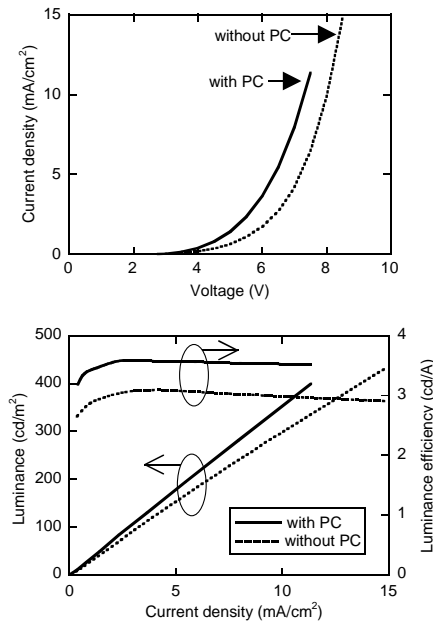 15
10
5
0
Current density (mA/cm²)
without PC
with PC
0 2 4 6 8 10
Voltage (V)
500
400
300
200
100
0
Luminance (cd/m²)
4
3
2
1
0
Luminance efficiency (cd/A)
with PC
without PC
0 5 10 15
Current density (mA/cm²)